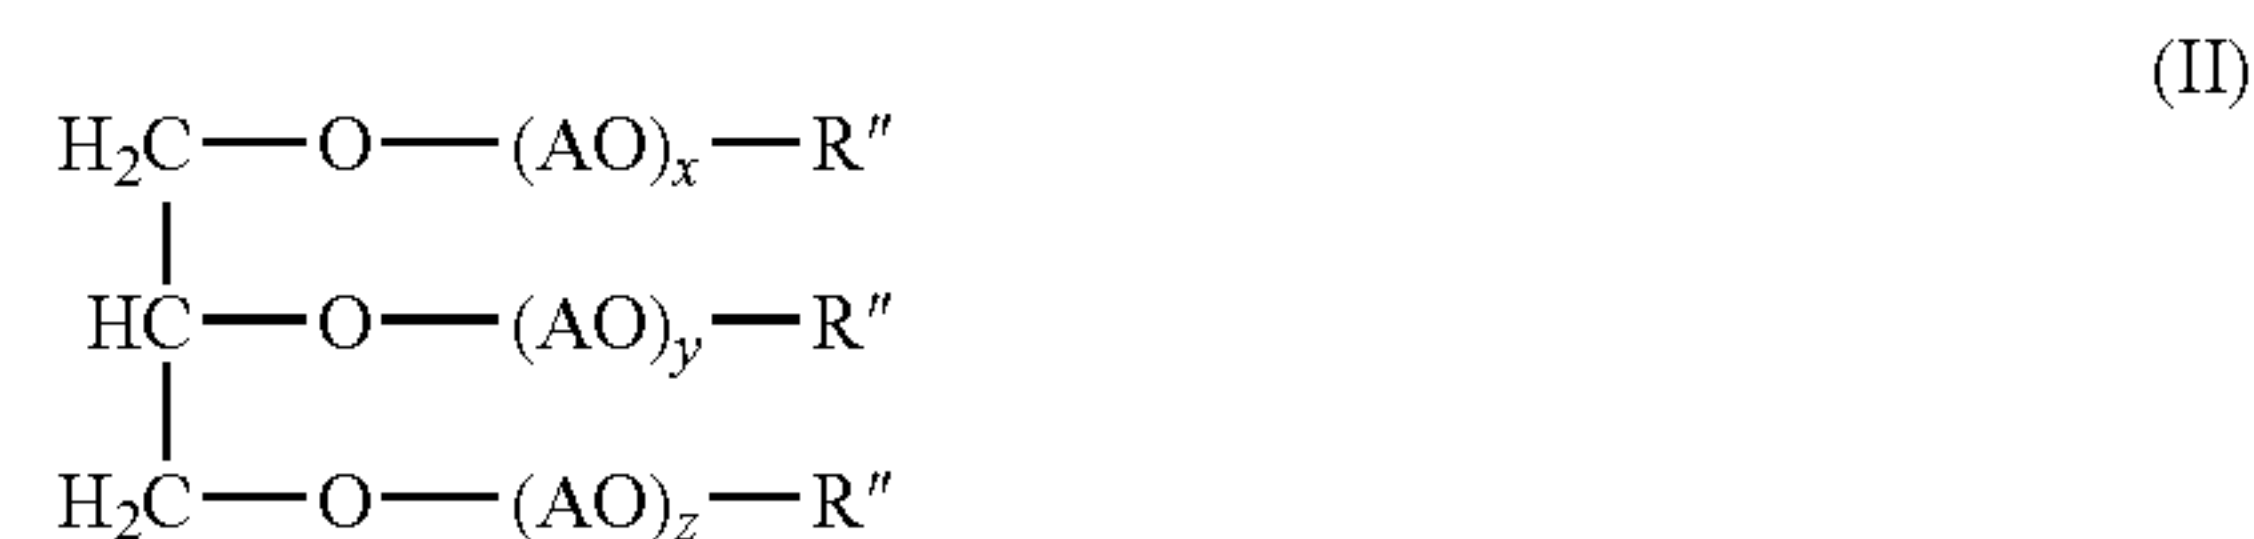 (II)
H₂C—O—(AO)ₓ—R″
HC—O—(AO)y—R″
H₂C—O—(AO)z—R″